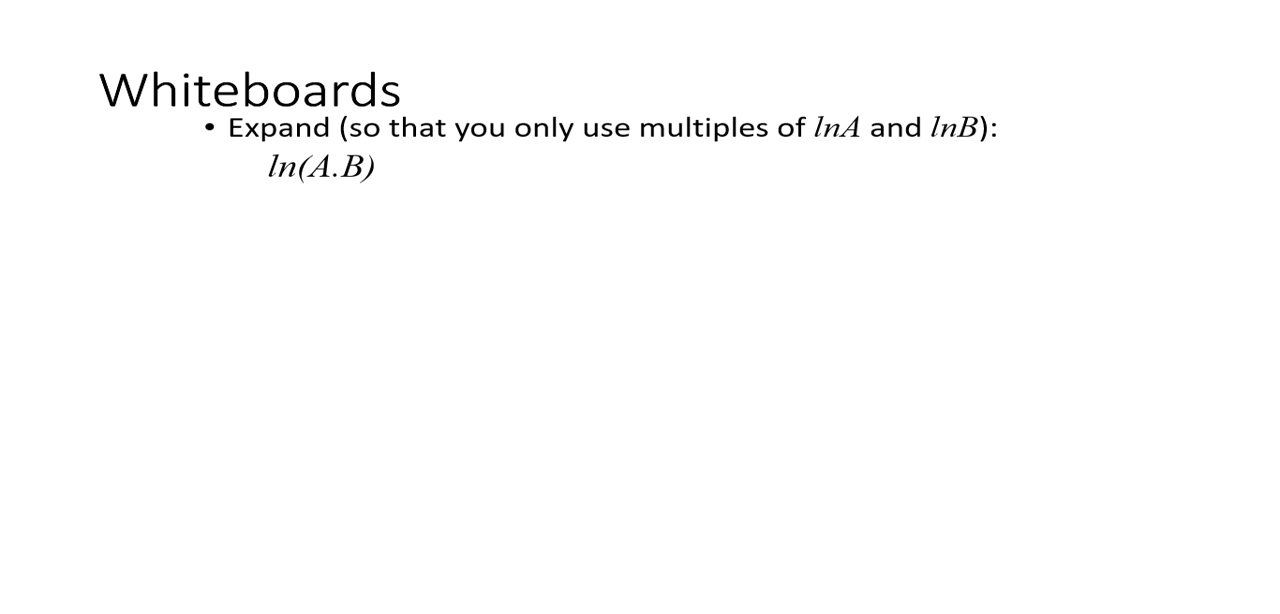 Whiteboards
• Expand (so that you only use multiples of lnA and lnB):
ln(A.B)